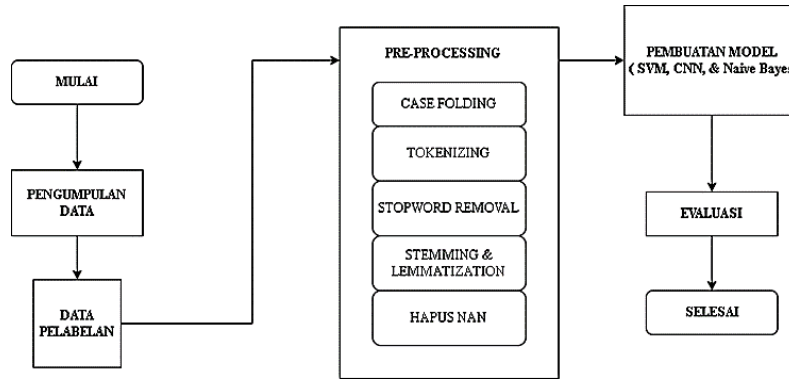 MULAI
PENGUMPULAN
DATA
DATA
PELABELAN
PRE-PROCESSING
CASE FOLDING
TOKENIZING
STOPWORD REMOVAL
STEMMING &
LEMMATIZATION
HAPUS NAN
PEMBUATAN MODEL
( SVM, CNN, & Naive Bayes
EVALUASI
SELESAI